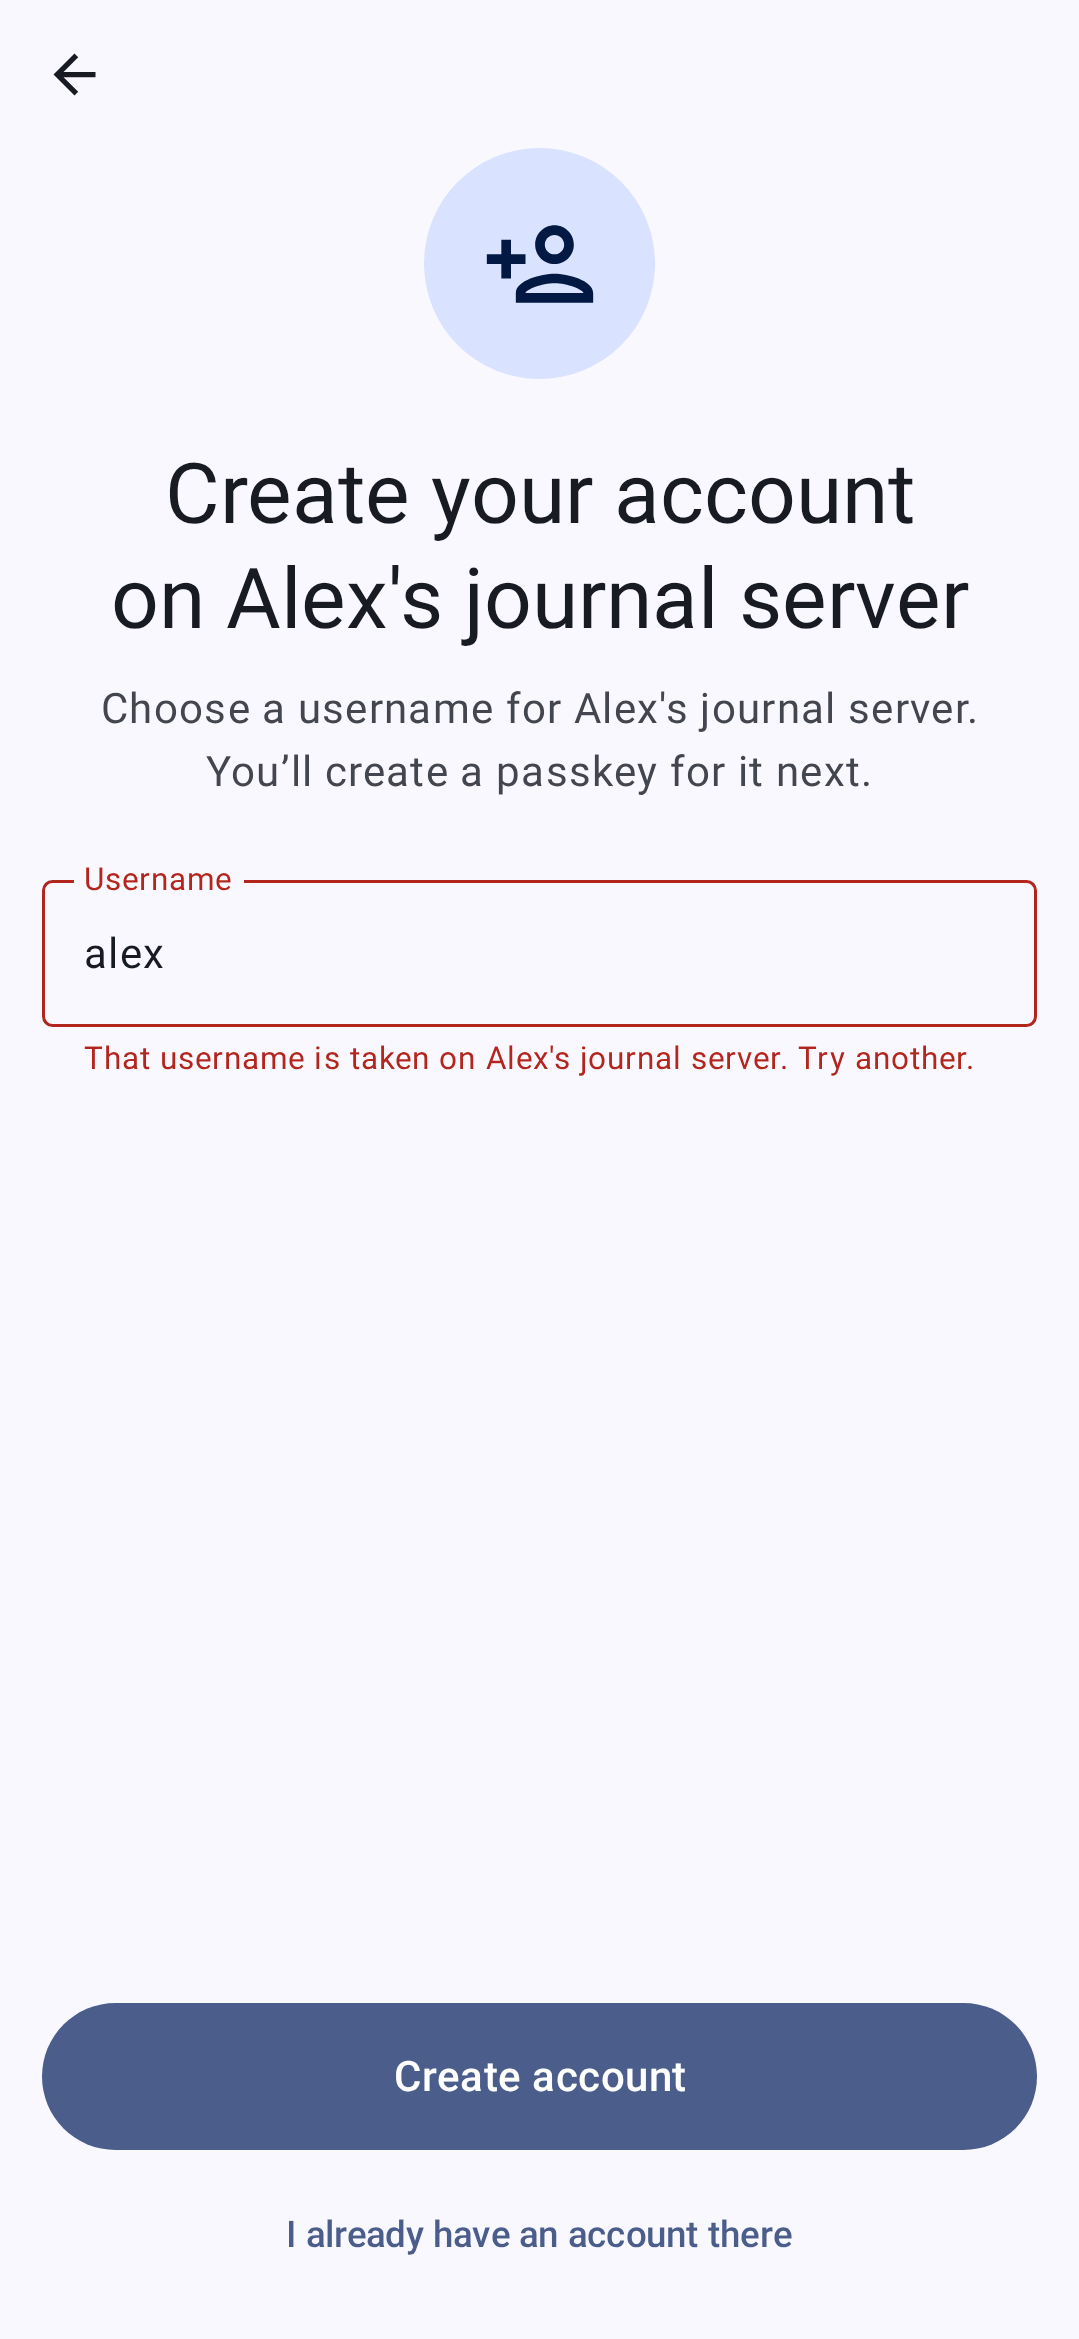 Create your account
on Alex's journal server
Choose a username for Alex's journal server.
You’ll create a passkey for it next.
Username
alex
That username is taken on Alex's journal server. Try another.
Create account
I already have an account there